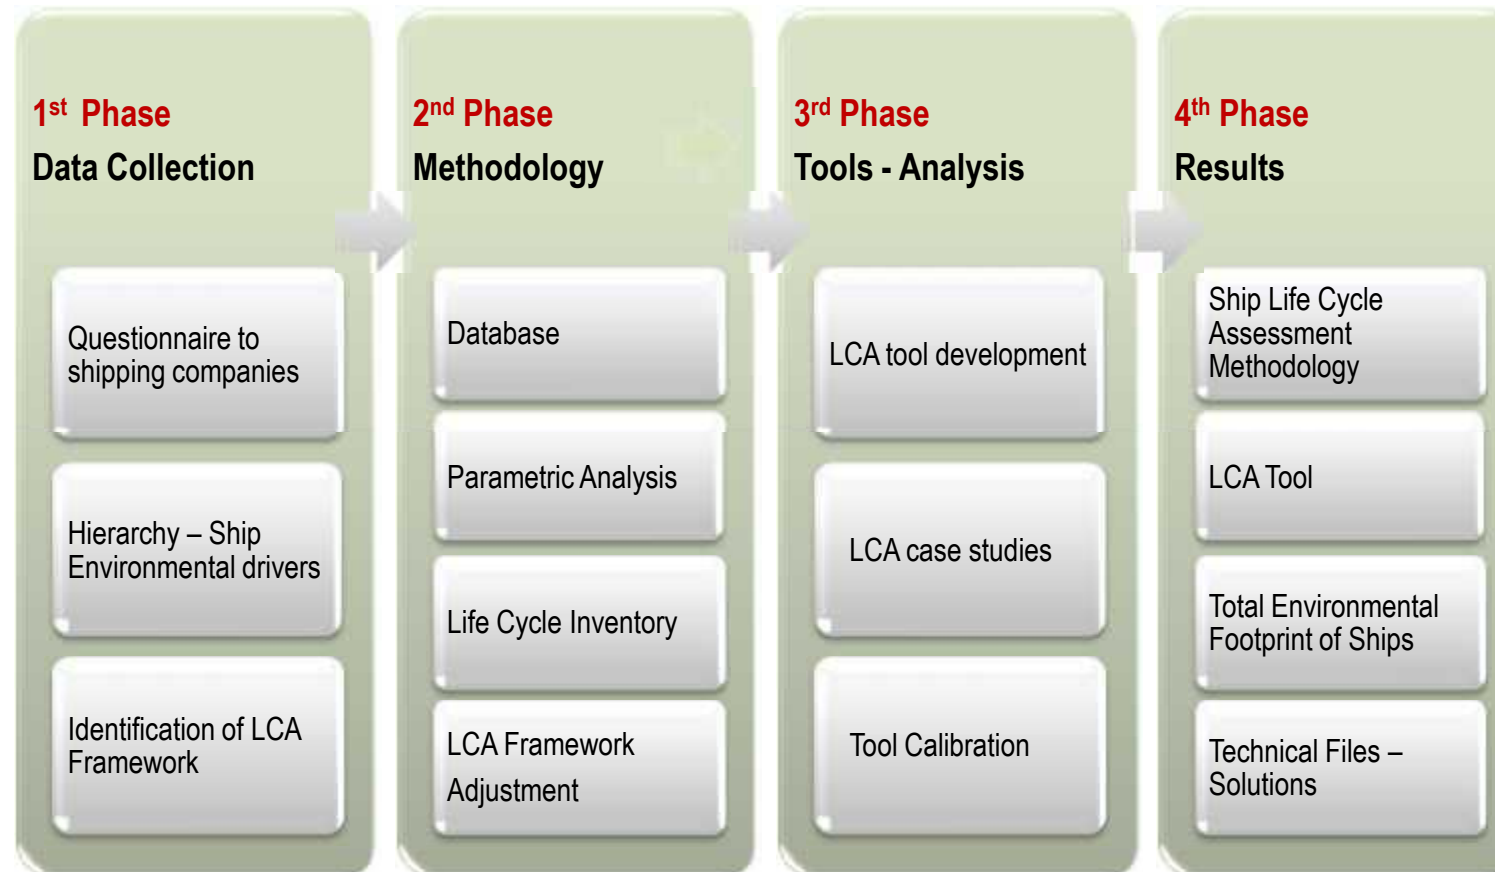 1st Phase
Data Collection
Questionnaire to
shipping companies
Hierarchy – Ship
Environmental drivers
Identification of LCA
Framework
2nd Phase
Methodology
Database
Parametric Analysis
Life Cycle Inventory
LCA Framework
Adjustment
3rd Phase
Tools - Analysis
LCA tool development
LCA case studies
Tool Calibration
4th Phase
Results
Ship Life Cycle
Assessment
Methodology
LCA Tool
Total Environmental
Footprint of Ships
Technical Files –
Solutions